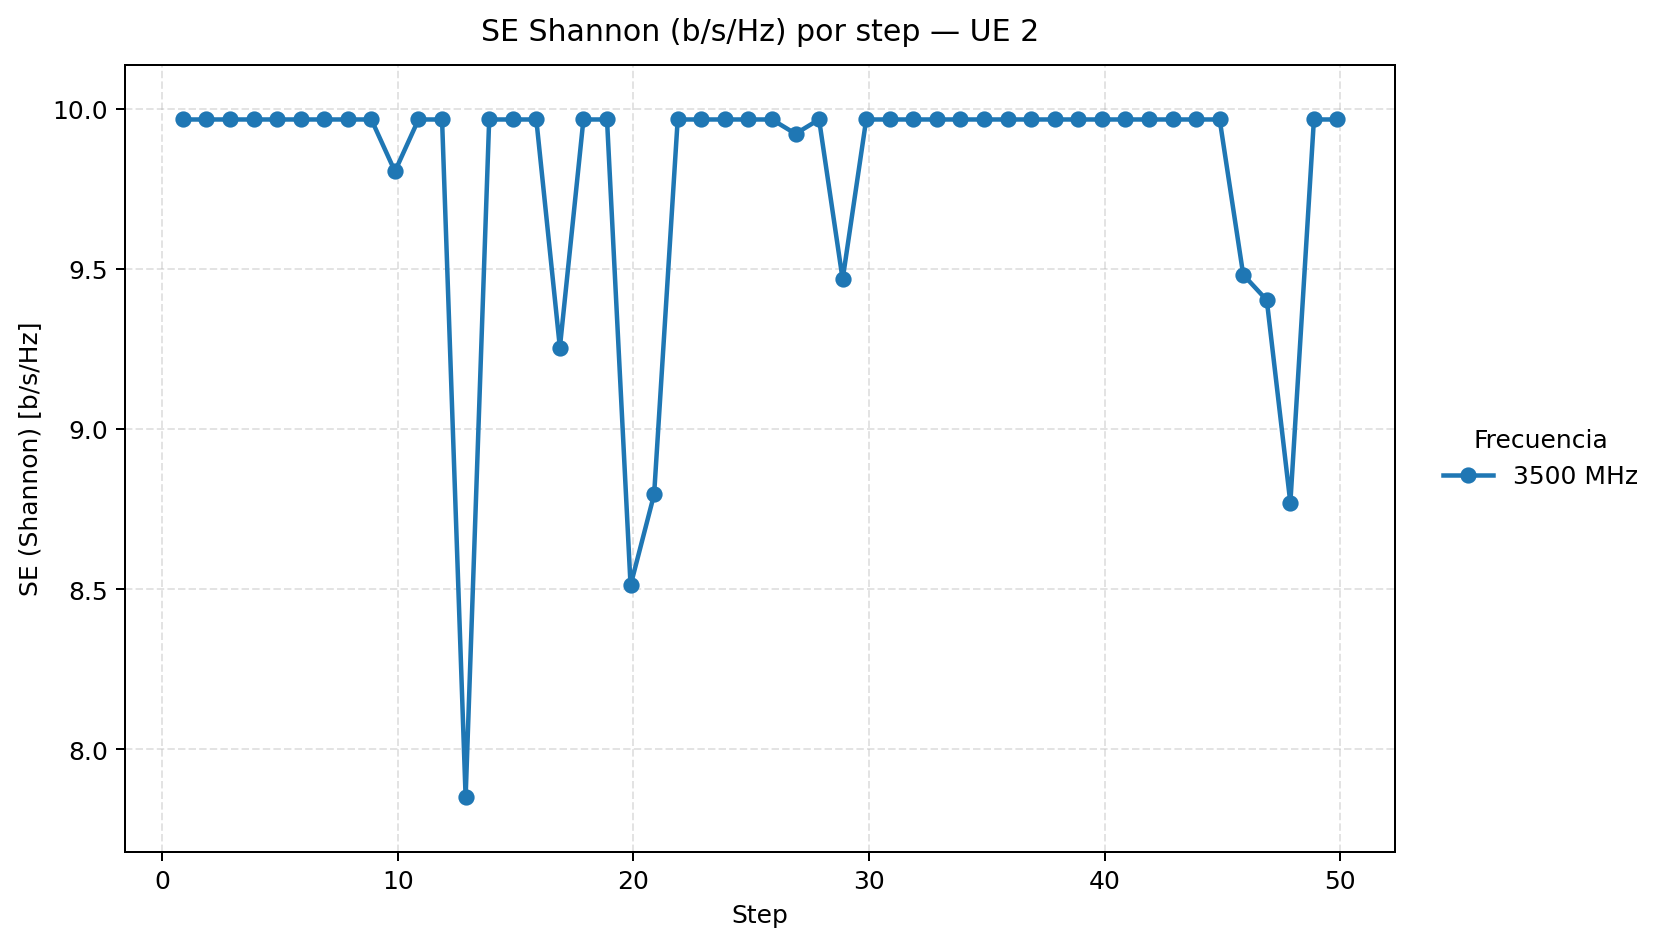 SE Shannon (b/s/Hz) por step — UE 2
SE (Shannon) [b/s/Hz]
10.0
9.5
9.0
8.5
8.0
0 10 20 30 40 50
Step
Frecuencia
3500 MHz